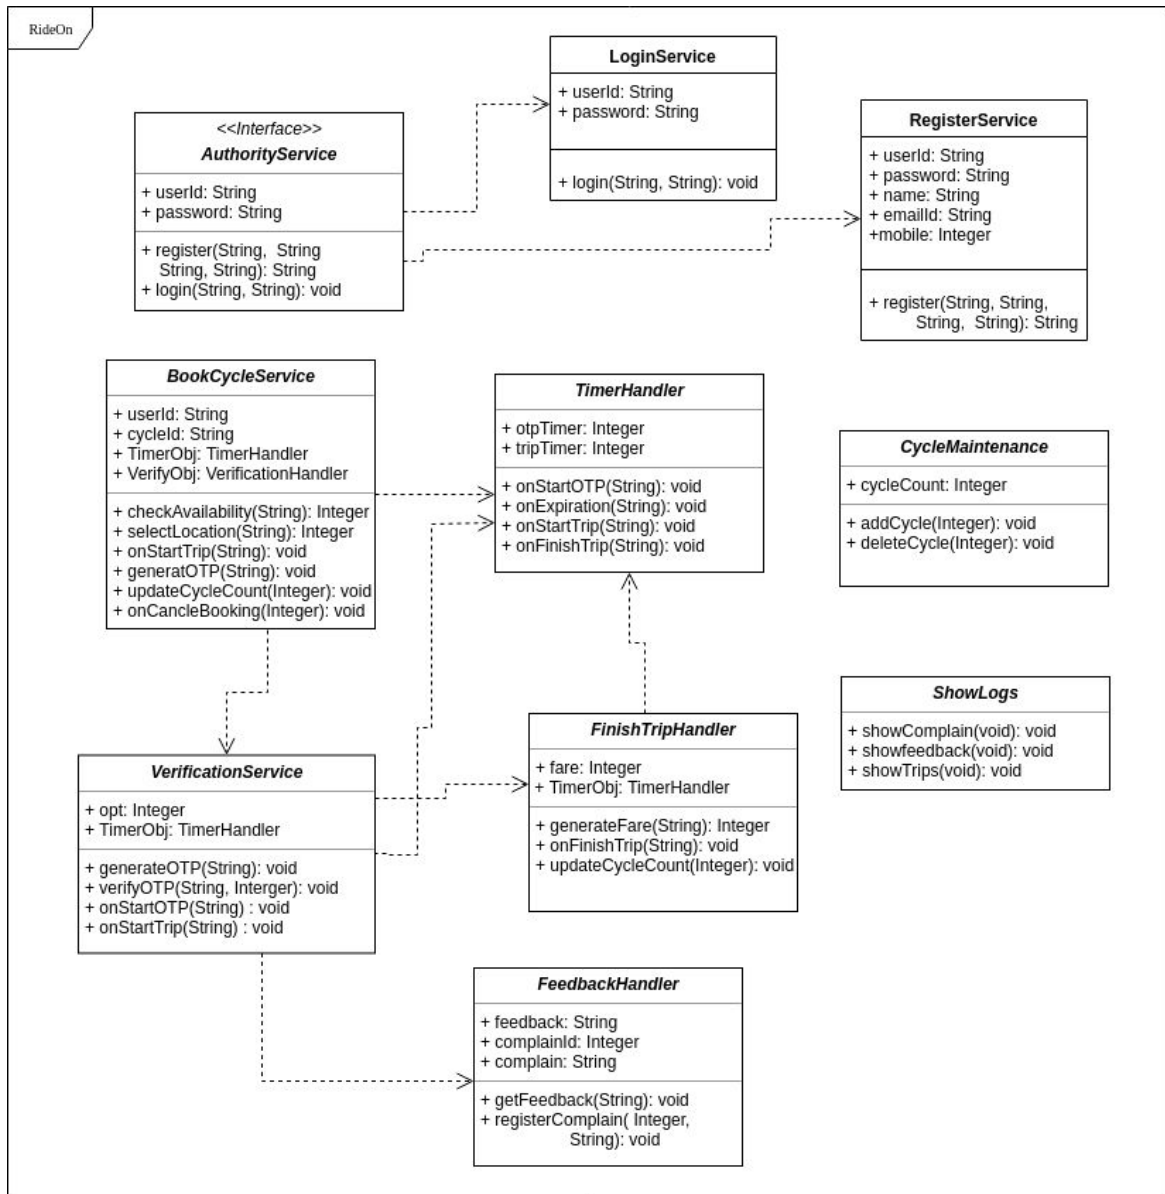 RideOn
LoginService
+ userId: String
+ password: String
+ login(String, String): void
<<Interface>>
AuthorityService
+ userId: String
+ password: String
+ register(String,  String
String, String): String
+ login(String, String): void
RegisterService
+ userId: String
+ password: String
+ name: String
+ emailId: String
+mobile: Integer
+ register(String, String,
String,  String): String
BookCycleService
+ userId: String
+ cycleId: String
+ TimerObj: TimerHandler
+ VerifyObj: VerificationHandler
+ checkAvailability(String): Integer
+ selectLocation(String): Integer
+ onStartTrip(String): void
+ generatOTP(String): void
+ updateCycleCount(Integer): void
+ onCancleBooking(Integer): void
TimerHandler
+ otpTimer: Integer
+ tripTimer: Integer
+ onStartOTP(String): void
+ onExpiration(String): void
+ onStartTrip(String): void
+ onFinishTrip(String): void
CycleMaintenance
+ cycleCount: Integer
+ addCycle(Integer): void
+ deleteCycle(Integer): void
ShowLogs
+ showComplain(void): void
+ showfeedback(void): void
+ showTrips(void): void
FinishTripHandler
+ fare: Integer
+ TimerObj: TimerHandler
+ generateFare(String): Integer
+ onFinishTrip(String): void
+ updateCycleCount(Integer): void
VerificationService
+ opt: Integer
+ TimerObj: TimerHandler
+ generateOTP(String): void
+ verifyOTP(String, Interger): void
+ onStartOTP(String) : void
+ onStartTrip(String) : void
FeedbackHandler
+ feedback: String
+ complainId: Integer
+ complain: String
+ getFeedback(String): void
+ registerComplain( Integer,
String): void